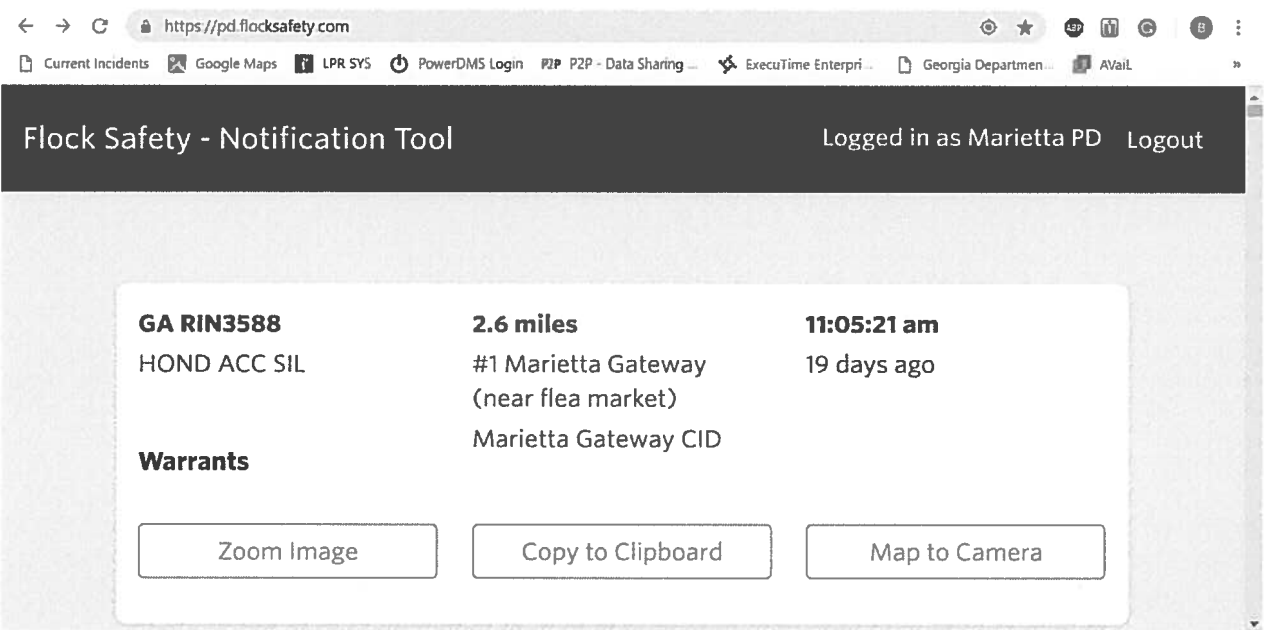 https://pd.flocksafety.com
Current Incidents Google Maps LPR SYS PowerDMS Login P2P P2P - Data Sharing ... ExecuTime Enterpri... Georgia Departmen... AVaiL »
Flock Safety - Notification Tool Logged in as Marietta PD Logout
GA RIN3588 2.6 miles 11:05:21 am
HOND ACC SIL #1 Marietta Gateway 19 days ago
(near flea market)
Marietta Gateway CID
Warrants
Zoom Image Copy to Clipboard Map to Camera